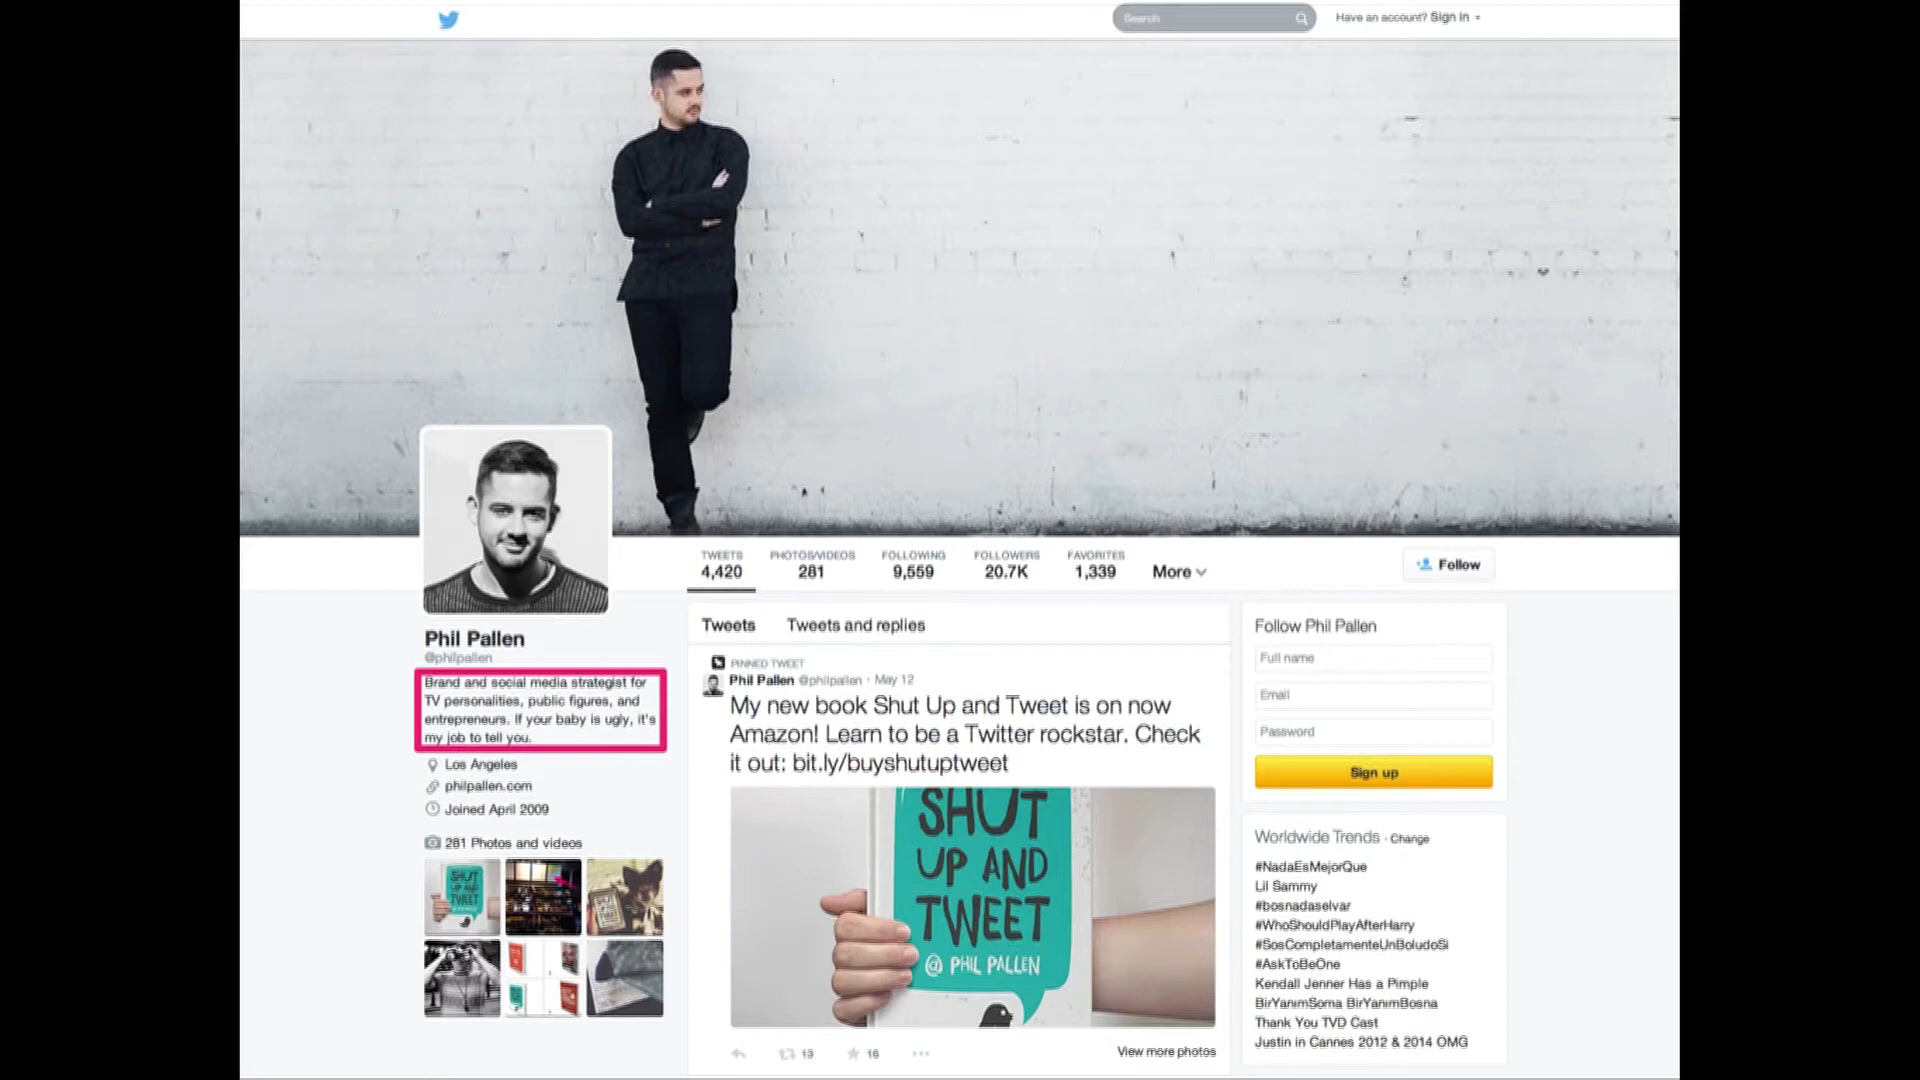 Search
Have an account? Sign in
TWEETS
4,420
PHOTOS/VIDEOS
281
FOLLOWING
9,559
FOLLOWERS
20.7K
FAVORITES
1,339
More
Follow
Phil Pallen
@philpallen
Brand and social media strategist for
TV personalities, public figures, and
entrepreneurs. If your baby is ugly, it's
my job to tell you.
Los Angeles
philpallen.com
Joined April 2009
281 Photos and videos
SHUT
UP AND
TWEET
Tweets Tweets and replies
PINNED TWEET
Phil Pallen @philpallen · May 12
My new book Shut Up and Tweet is on now
Amazon! Learn to be a Twitter rockstar. Check
it out: bit.ly/buyshutuptweet
SHUT
UP AND
TWEET
@ PHIL PALLEN
13 16
View more photos
Follow Phil Pallen
Full name
Email
Password
Sign up
Worldwide Trends · Change
#NadaEsMejorQue
Lil Sammy
#bosnadaselvar
#WhoShouldPlayAfterHarry
#SosCompletamenteUnBoludoSi
#AskToBeOne
Kendall Jenner Has a Pimple
BirYanımSoma BirYanımBosna
Thank You TVD Cast
Justin in Cannes 2012 & 2014 OMG